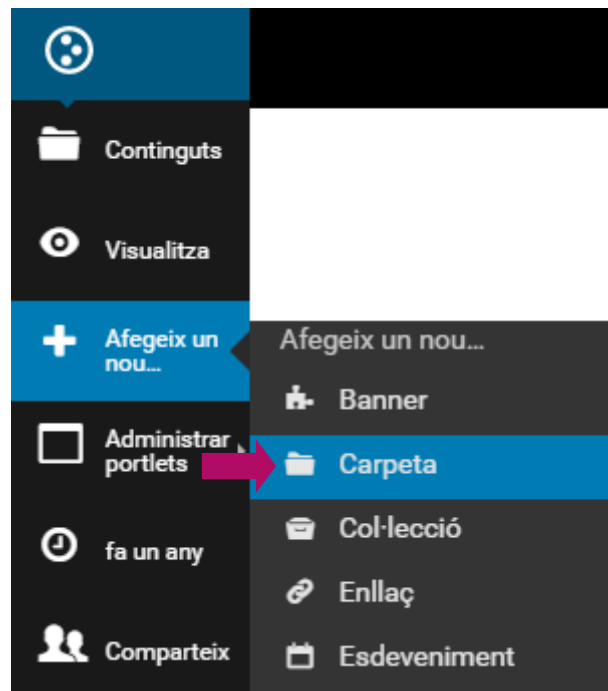 Continguts
Visualitza
Afegeix un
nou...
Administrar
portlets
fa un any
Comparteix
Afegeix un nou...
Banner
Carpeta
Col·lecció
Enllaç
Esdeveniment